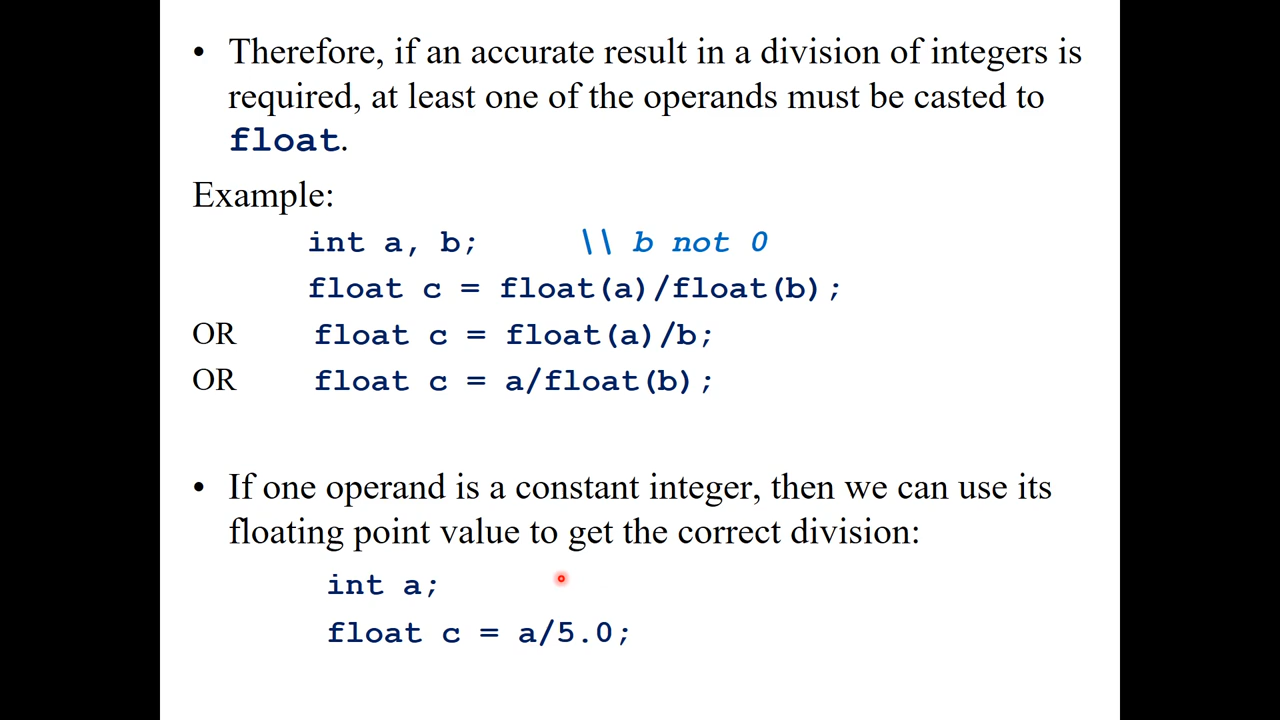 • Therefore, if an accurate result in a division of integers is
required, at least one of the operands must be casted to
float.
Example:
int a, b; \\ b not 0
float c = float(a)/float(b);
OR float c = float(a)/b;
OR float c = a/float(b);
• If one operand is a constant integer, then we can use its
floating point value to get the correct division:
int a;
float c = a/5.0;